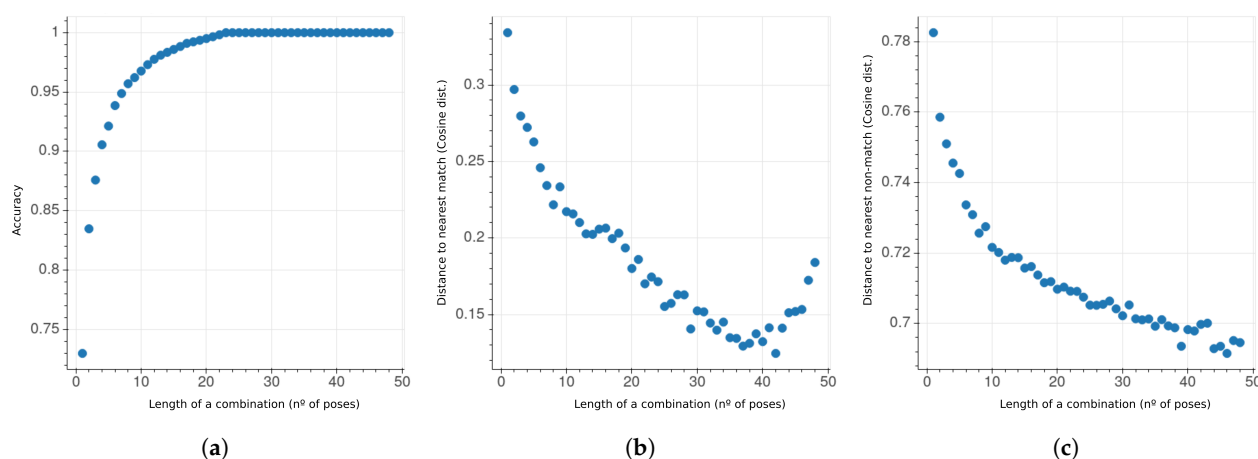 1
0.95
0.9
0.85
0.8
0.75
Accuracy
0 10 20 30 40 50
Length of a combination (nº of poses)
(a)
0.3
0.25
0.2
0.15
Distance to nearest match (Cosine dist.)
0 10 20 30 40 50
Length of a combination (nº of poses)
(b)
0.78
0.76
0.74
0.72
0.7
Distance to nearest non-match (Cosine dist.)
0 10 20 30 40 50
Length of a combination (nº of poses)
(c)